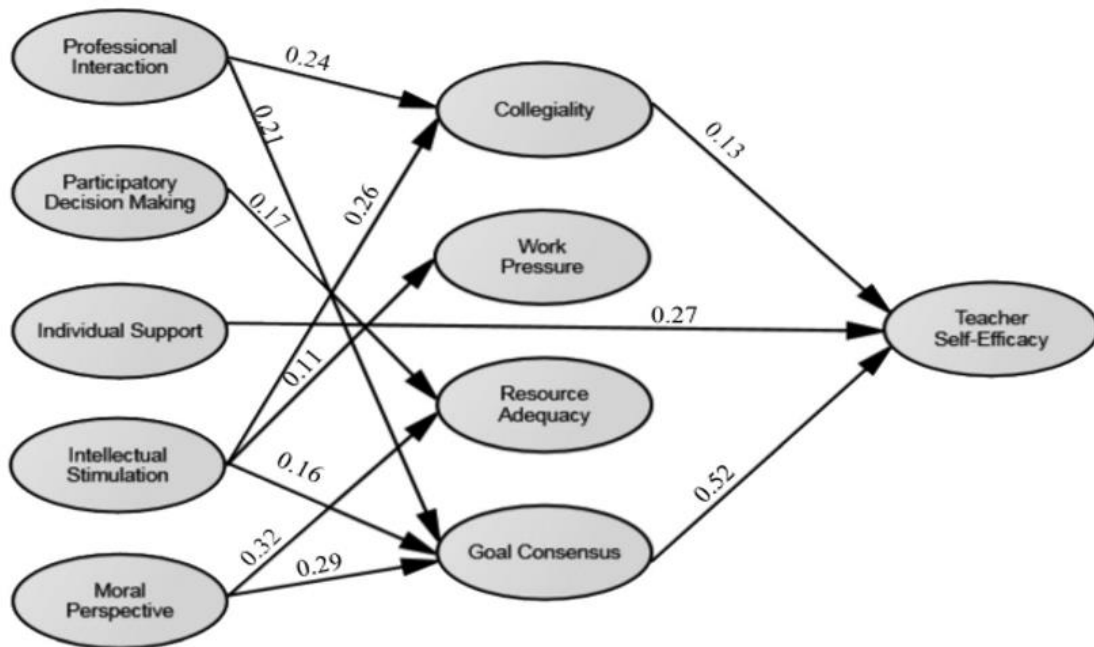 Professional
Interaction
0.24
0.21
Collegiality
0.13
Participatory
Decision Making
0.17
0.26
Work
Pressure
Individual Support
0.27
Teacher
Self-Efficacy
0.11
Resource
Adequacy
Intellectual
Stimulation
0.16
0.52
0.32
Goal Consensus
0.29
Moral
Perspective